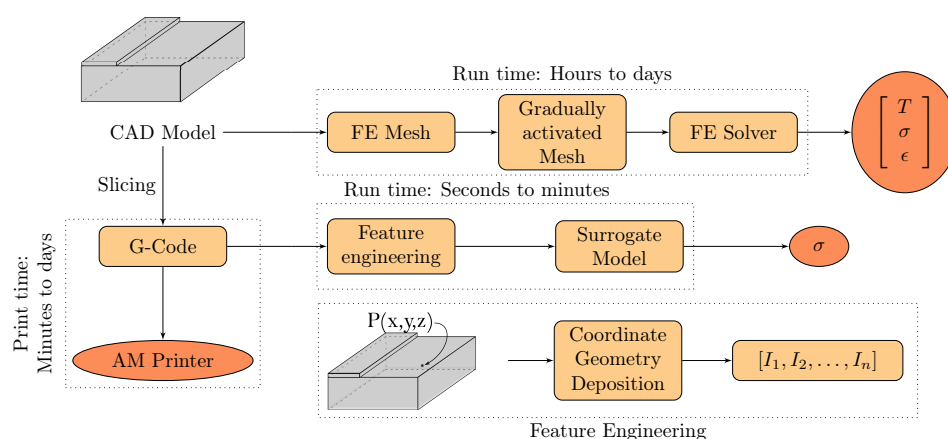 Run time: Hours to days
CAD Model
FE Mesh
Gradually
activated
Mesh
FE Solver
T
σ
ϵ
Slicing
Run time: Seconds to minutes
Print time:
Minutes to days
G-Code
Feature
engineering
Surrogate
Model
σ
AM Printer
P(x,y,z)
Coordinate
Geometry
Deposition
[I₁, I₂, . . . , Iₙ]
Feature Engineering